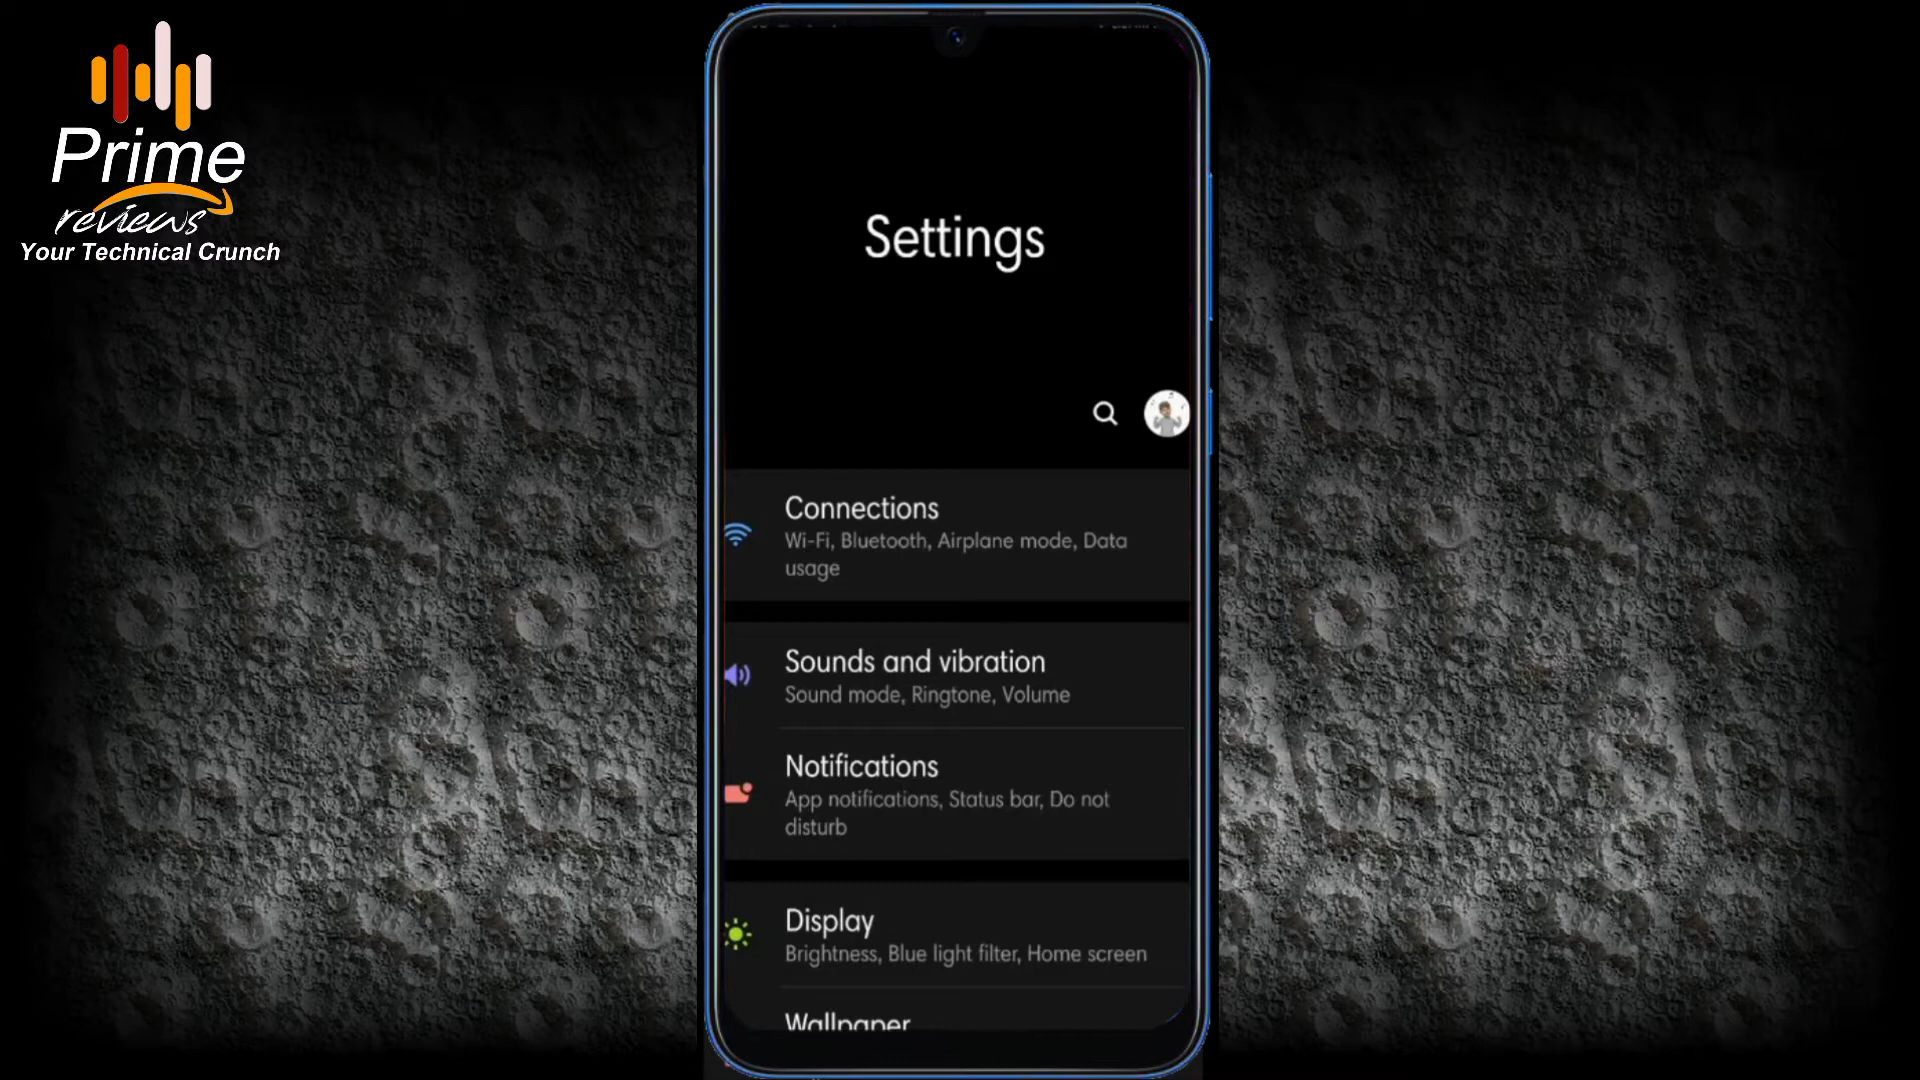 Prime
reviews
Your Technical Crunch
Settings
Connections
Wi-Fi, Bluetooth, Airplane mode, Data
usage
Sounds and vibration
Sound mode, Ringtone, Volume
Notifications
App notifications, Status bar, Do not
disturb
Display
Brightness, Blue light filter, Home screen
Wallpaper